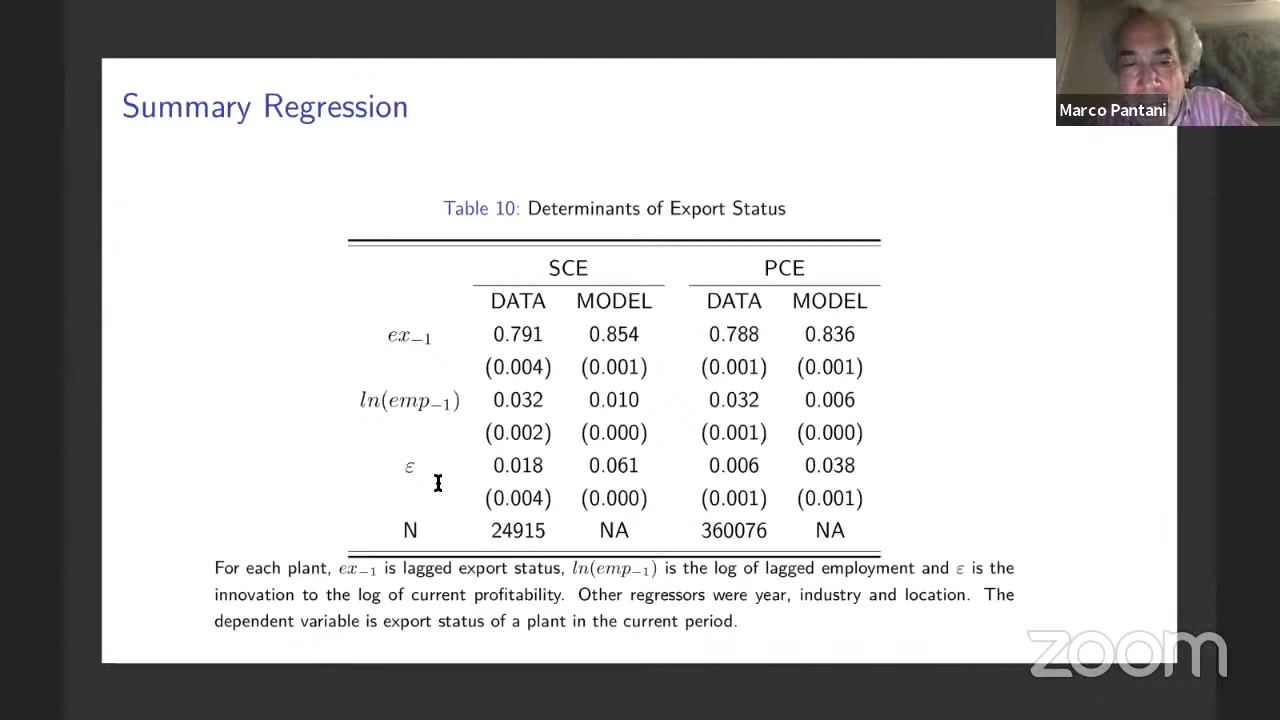 Marco Pantani
Summary Regression
Table 10: Determinants of Export Status
SCE PCE
DATA MODEL DATA MODEL
ex−1 0.791 0.854 0.788 0.836
(0.004) (0.001) (0.001) (0.001)
ln(emp−1) 0.032 0.010 0.032 0.006
(0.002) (0.000) (0.001) (0.000)
ε 0.018 0.061 0.006 0.038
(0.004) (0.000) (0.001) (0.001)
N 24915 NA 360076 NA
For each plant, ex−1 is lagged export status, ln(emp−1) is the log of lagged employment and ε is the
innovation to the log of current profitability. Other regressors were year, industry and location. The
dependent variable is export status of a plant in the current period.
zoom